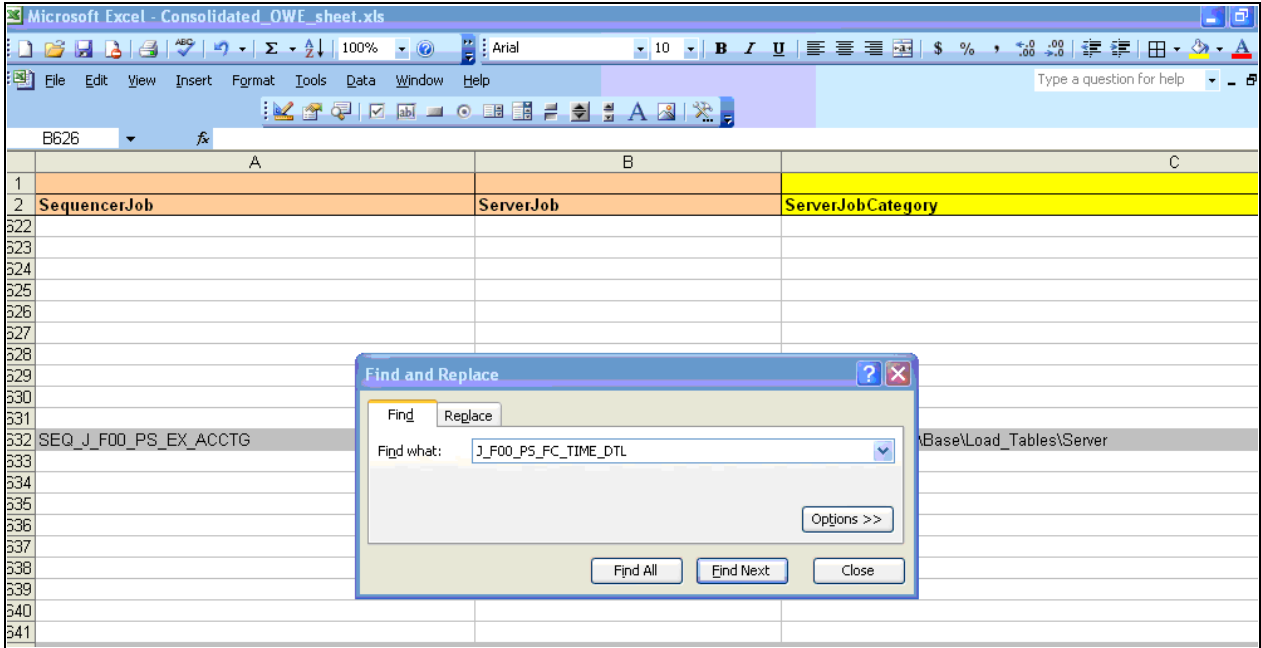 Microsoft Excel - Consolidated_OWE_sheet.xls
100% Arial 10 B I U $ % ,
File Edit View Insert Format Tools Data Window Help Type a question for help
B626 fx
A B C
1
2 SequencerJob ServerJob ServerJobCategory
622
623
624
625
626
627
628
629
630
631
632 SEQ_J_F00_PS_EX_ACCTG \Base\Load_Tables\Server
633
634
635
636
637
638
639
640
641
Find and Replace
Find Replace
Find what: J_F00_PS_FC_TIME_DTL
Options >>
Find All Find Next Close